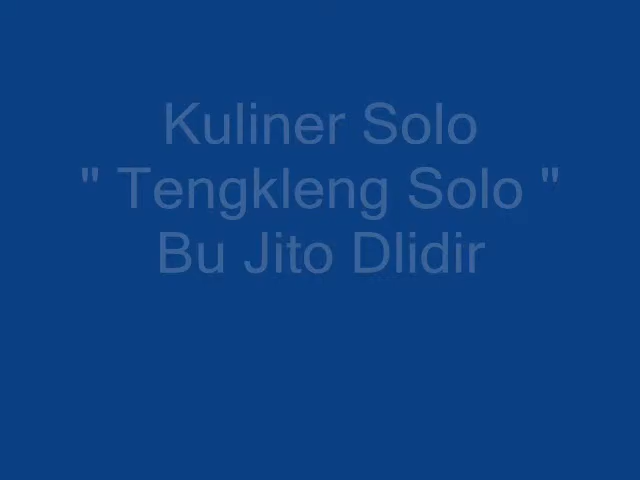 Kuliner Solo
" Tengkleng Solo "
Bu Jito Dlidir